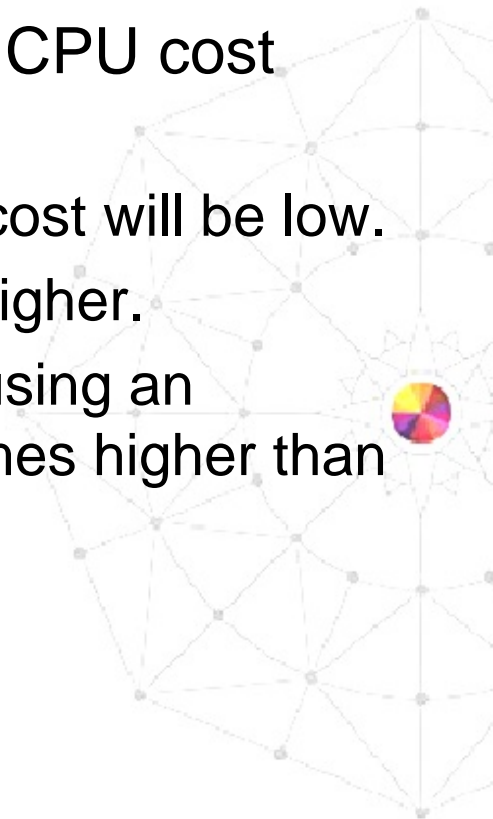 CPU cost
cost will be low.
igher.
using an
nes higher than